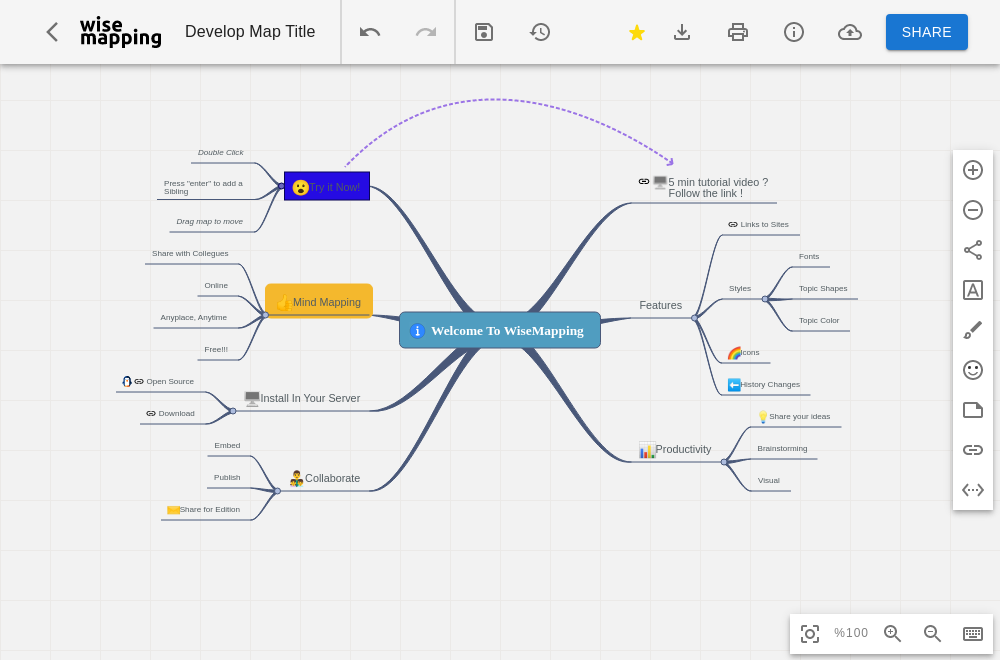 wise
mapping
Develop Map Title
SHARE
Double Click
Press "enter" to add a
Sibling
Drag map to move
Try it Now!
Share with Collegues
Online
Anyplace, Anytime
Free!!!
Mind Mapping
Open Source
Download
Install In Your Server
Embed
Publish
Share for Edition
Collaborate
Welcome To WiseMapping
5 min tutorial video ?
Follow the link !
Links to Sites
Fonts
Styles
Topic Shapes
Topic Color
Features
Icons
History Changes
Share your ideas
Productivity
Brainstorming
Visual
%100